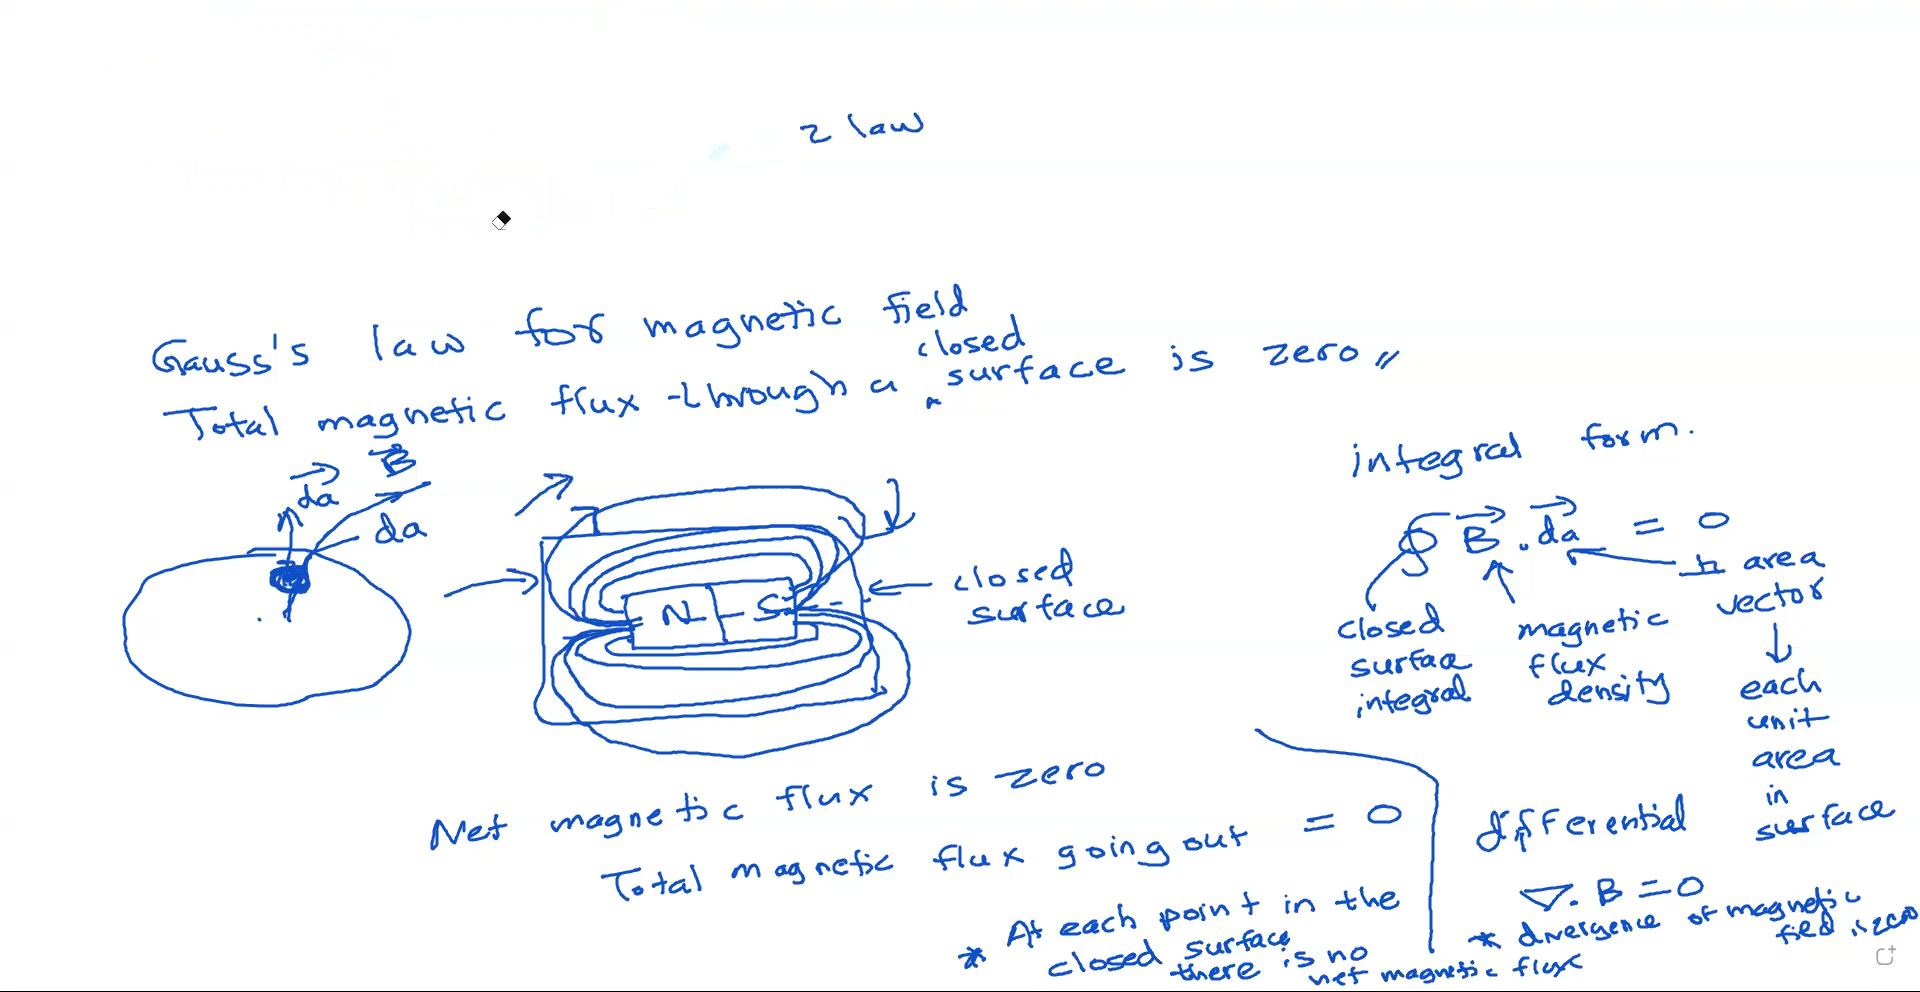 2 law
Gauss's law for magnetic field
closed
Total magnetic flux through a surface is zero,,
da B
da
N S
closed
surface
integral form.
∮ B . da = 0
closed
surface
integral
magnetic
flux
density
area
vector
each
unit
area
in
surface
Net magnetic flux is zero
Total magnetic flux going out = 0
* At each point in the
closed surface
there is no
net magnetic flux
differential
∇. B = 0
* divergence of magnetic
field is zero